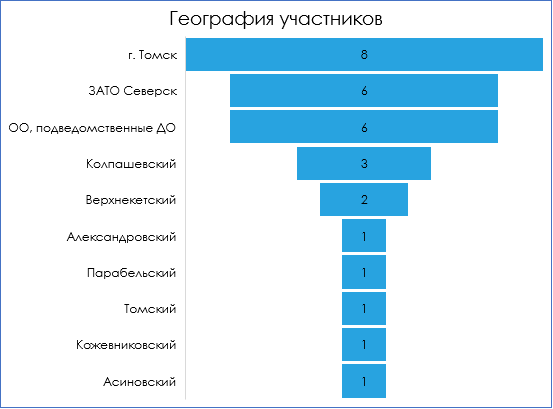 География участников
г. Томск 8
ЗАТО Северск 6
ОО, подведомственные ДО 6
Колпашевский 3
Верхнекетский 2
Александровский 1
Парабельский 1
Томский 1
Кожевниковский 1
Асиновский 1